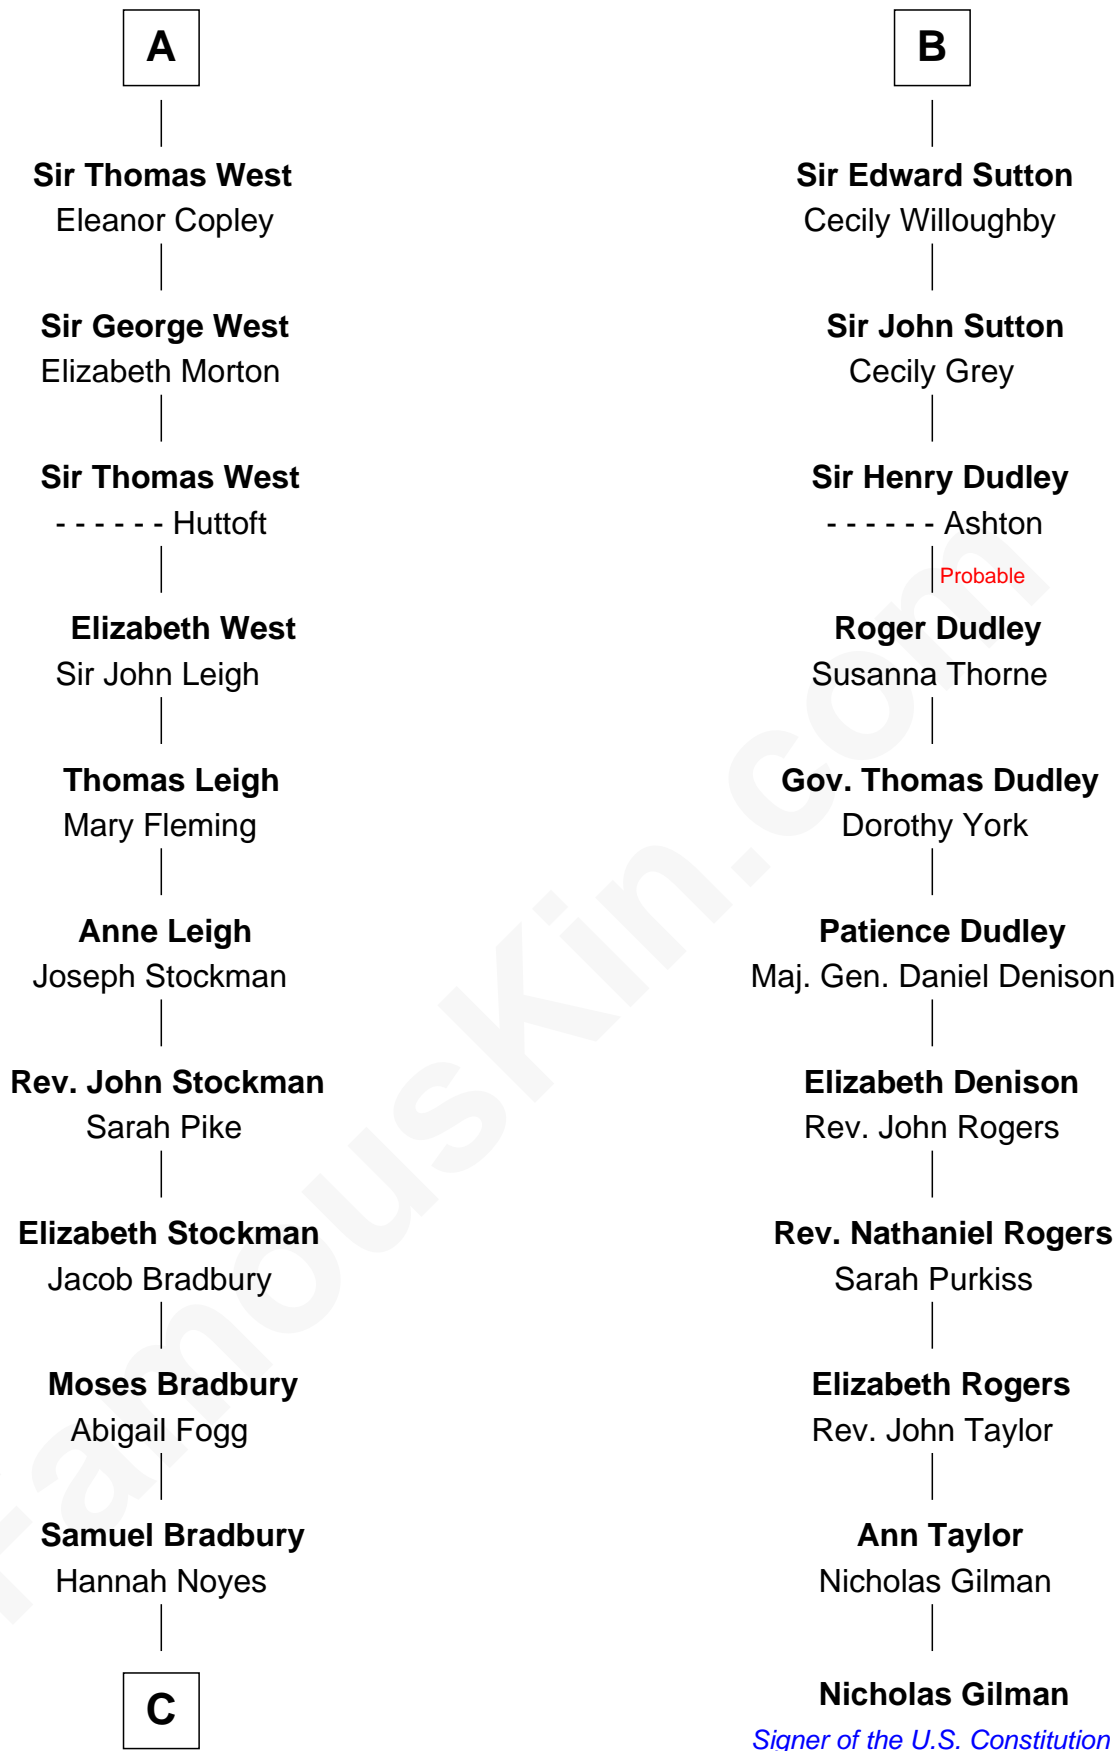 A
Sir Thomas West
Eleanor Copley
Sir George West
Elizabeth Morton
Sir Thomas West
- - - - - - Huttoft
Elizabeth West
Sir John Leigh
Thomas Leigh
Mary Fleming
Anne Leigh
Joseph Stockman
Rev. John Stockman
Sarah Pike
Elizabeth Stockman
Jacob Bradbury
Moses Bradbury
Abigail Fogg
Samuel Bradbury
Hannah Noyes
C
B
Sir Edward Sutton
Cecily Willoughby
Sir John Sutton
Cecily Grey
Sir Henry Dudley
- - - - - - Ashton
Probable
Roger Dudley
Susanna Thorne
Gov. Thomas Dudley
Dorothy York
Patience Dudley
Maj. Gen. Daniel Denison
Elizabeth Denison
Rev. John Rogers
Rev. Nathaniel Rogers
Sarah Purkiss
Elizabeth Rogers
Rev. John Taylor
Ann Taylor
Nicholas Gilman
Nicholas Gilman
Signer of the U.S. Constitution
FamousKin.com